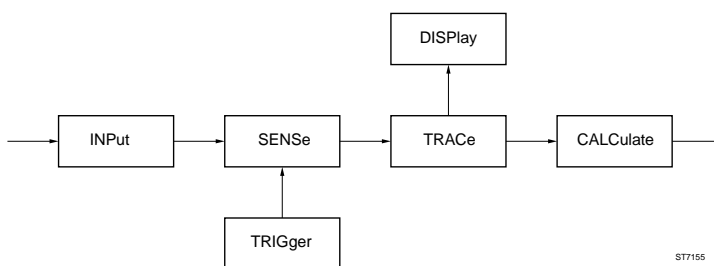 DISPlay
INPut
SENSe
TRACe
CALCulate
TRIGger
ST7155